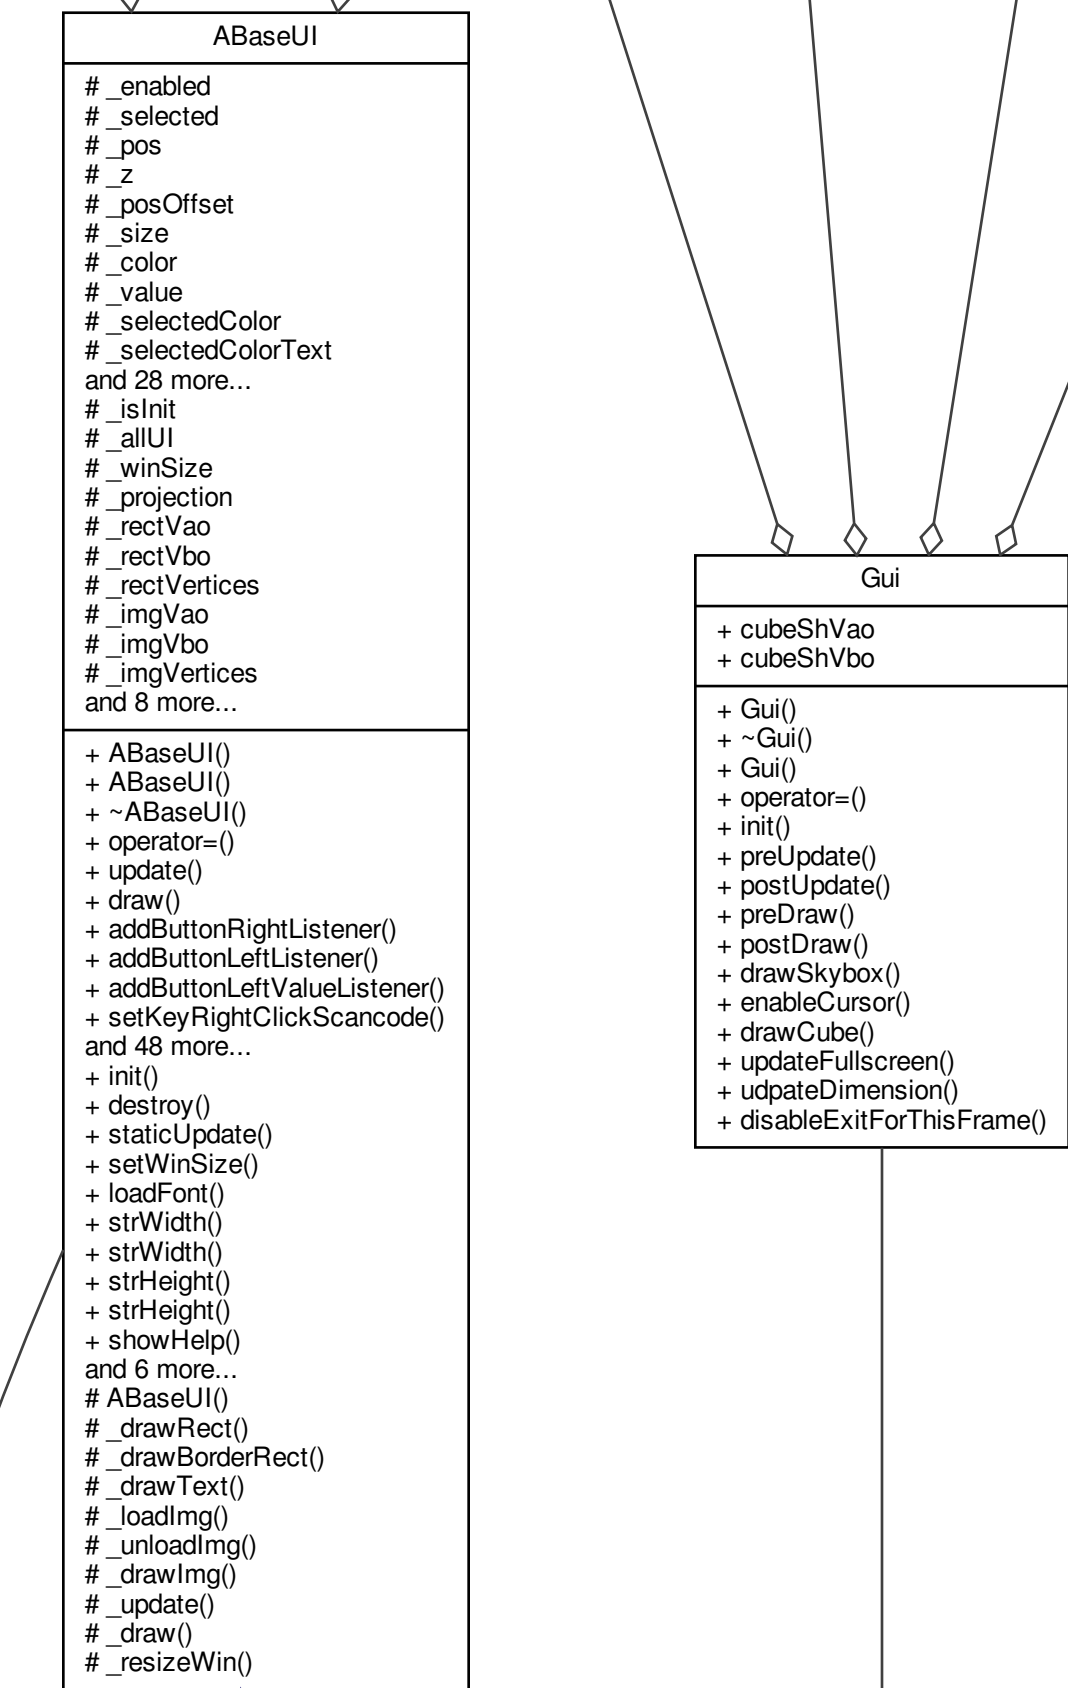 ABaseUI
# _enabled
# _selected
# _pos
# _z
# _posOffset
# _size
# _color
# _value
# _selectedColor
# _selectedColorText
and 28 more...
# _isInit
# _allUI
# _winSize
# _projection
# _rectVao
# _rectVbo
# _rectVertices
# _imgVao
# _imgVbo
# _imgVertices
and 8 more...
+ ABaseUI()
+ ABaseUI()
+ ~ABaseUI()
+ operator=()
+ update()
+ draw()
+ addButtonRightListener()
+ addButtonLeftListener()
+ addButtonLeftValueListener()
+ setKeyRightClickScancode()
and 48 more...
+ init()
+ destroy()
+ staticUpdate()
+ setWinSize()
+ loadFont()
+ strWidth()
+ strWidth()
+ strHeight()
+ strHeight()
+ showHelp()
and 6 more...
# ABaseUI()
# _drawRect()
# _drawBorderRect()
# _drawText()
# _loadImg()
# _unloadImg()
# _drawImg()
# _update()
# _draw()
# _resizeWin()
Gui
+ cubeShVao
+ cubeShVbo
+ Gui()
+ ~Gui()
+ Gui()
+ operator=()
+ init()
+ preUpdate()
+ postUpdate()
+ preDraw()
+ postDraw()
+ drawSkybox()
+ enableCursor()
+ drawCube()
+ updateFullscreen()
+ udpateDimension()
+ disableExitForThisFrame()